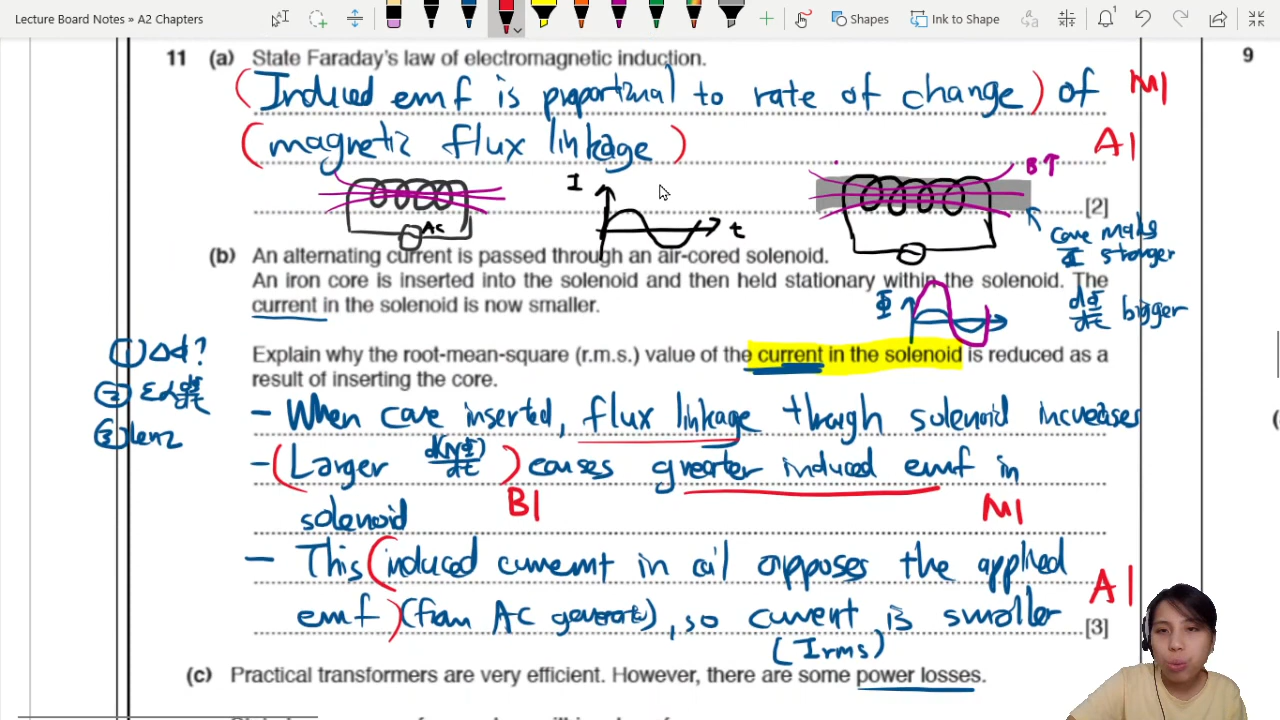 Lecture Board Notes » A2 Chapters
Shapes
Ink to Shape
11 (a) State Faraday's law of electromagnetic induction.
9
(Induced emf is proportional to rate of change) of M1
(magnetic flux linkage) A1
AC
I
t
B↑
[2]
core makes
Φ stronger
(b) An alternating current is passed through an air-cored solenoid.
An iron core is inserted into the solenoid and then held stationary within the solenoid. The
current in the solenoid is now smaller.
Φ
dΦ/dt bigger
① ΔΦ?
② ε∝dΦ/dt
③ lenz
Explain why the root-mean-square (r.m.s.) value of the current in the solenoid is reduced as a
result of inserting the core.
- When core inserted, flux linkage though solenoid increases
- (Larger d(NΦ)/dt) causes greater induced emf in
solenoid B1 M1
- This (induced current in coil opposes the applied
emf) (from AC generator), so current is smaller A1
(Irms)
[3]
(c) Practical transformers are very efficient. However, there are some power losses.